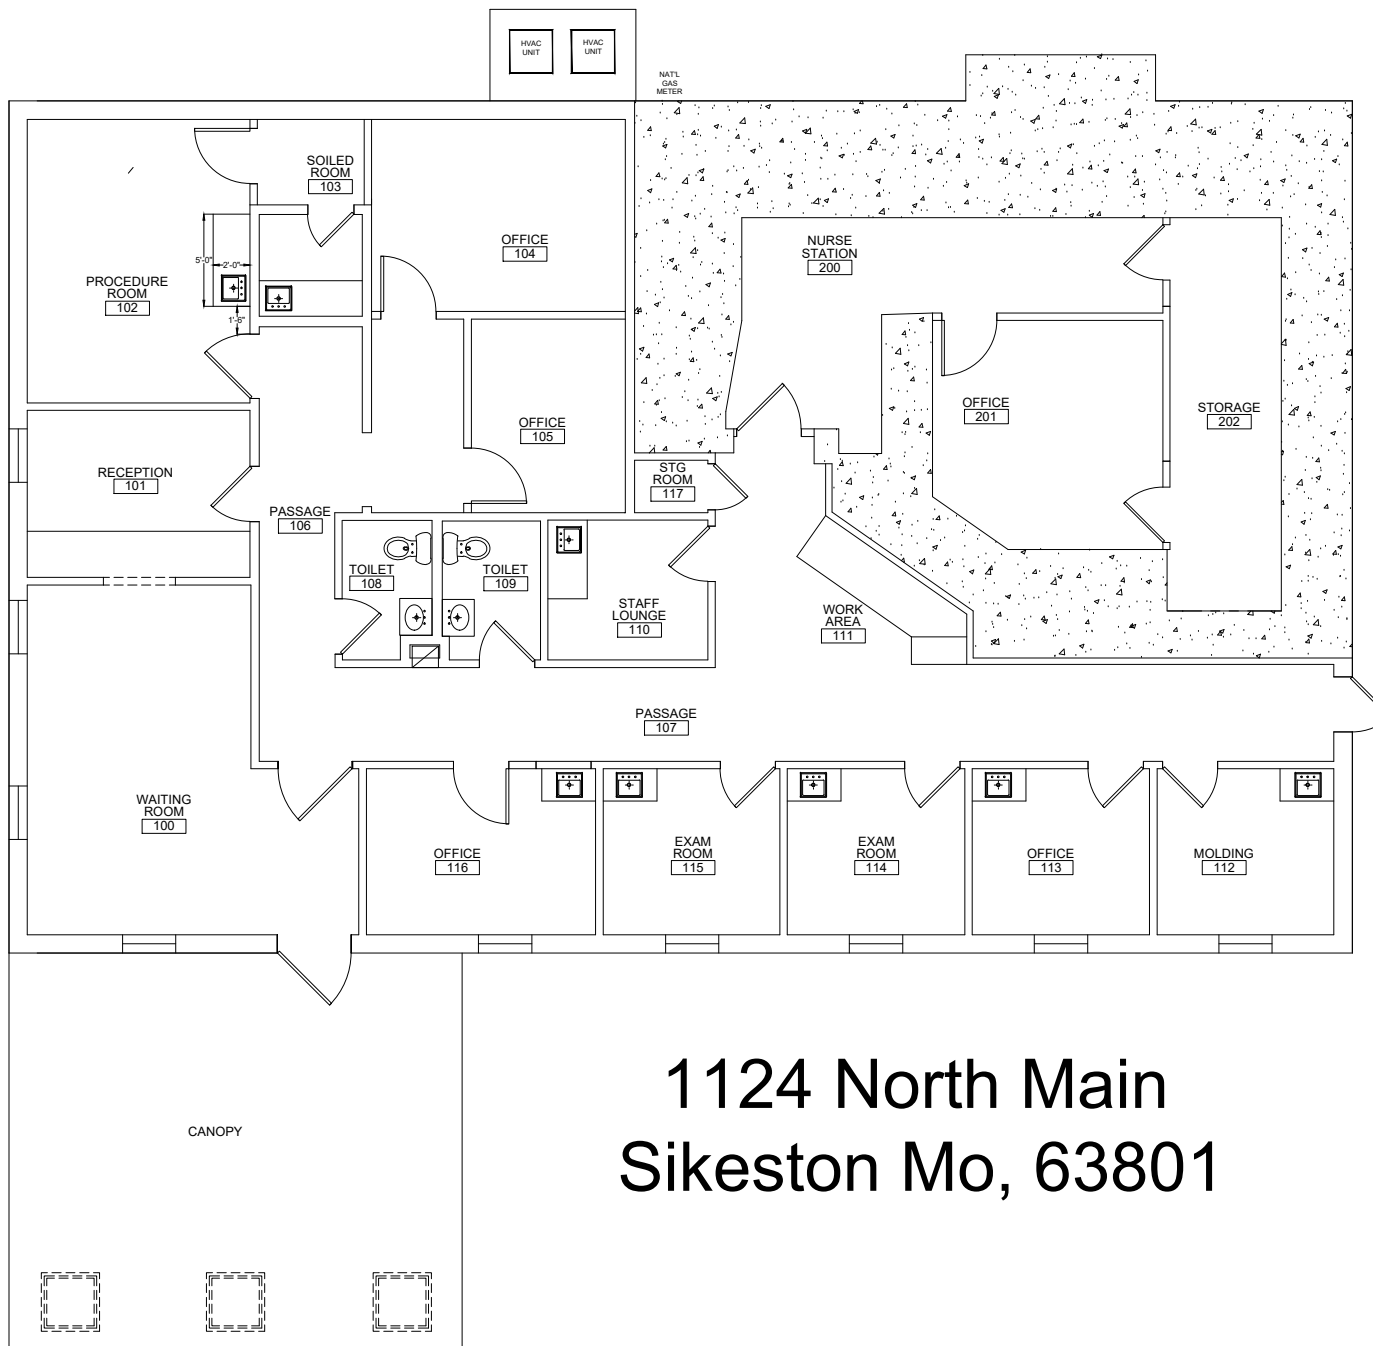 HVAC
UNIT
HVAC
UNIT
NAT'L
GAS
METER
SOILED
ROOM
103
OFFICE
104
NURSE
STATION
200
5'-0"
2'-0"
PROCEDURE
ROOM
102
1'-6"
OFFICE
105
OFFICE
201
STORAGE
202
RECEPTION
101
STG
ROOM
117
PASSAGE
106
TOILET
108
TOILET
109
STAFF
LOUNGE
110
WORK
AREA
111
PASSAGE
107
WAITING
ROOM
100
OFFICE
116
EXAM
ROOM
115
EXAM
ROOM
114
OFFICE
113
MOLDING
112
1124 North Main
Sikeston Mo, 63801
CANOPY